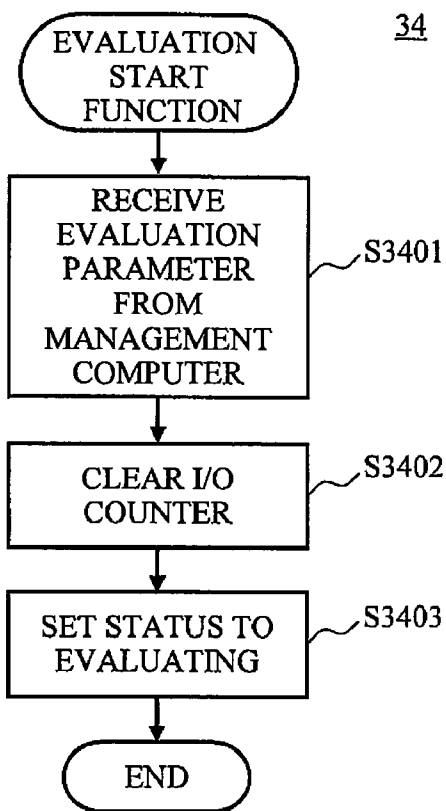 34
EVALUATION
START
FUNCTION
RECEIVE
EVALUATION
PARAMETER
FROM
MANAGEMENT
COMPUTER
S3401
CLEAR I/O
COUNTER
S3402
SET STATUS TO
EVALUATING
S3403
END